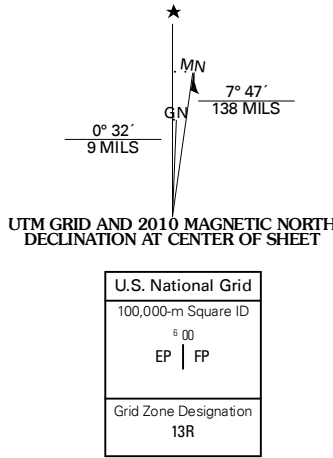 ★
MN
7° 47´
138 MILS
GN
0° 32´
9 MILS
UTM GRID AND 2010 MAGNETIC NORTH
DECLINATION AT CENTER OF SHEET
U.S. National Grid
100,000-m Square ID
6 00
EP FP
Grid Zone Designation
13R